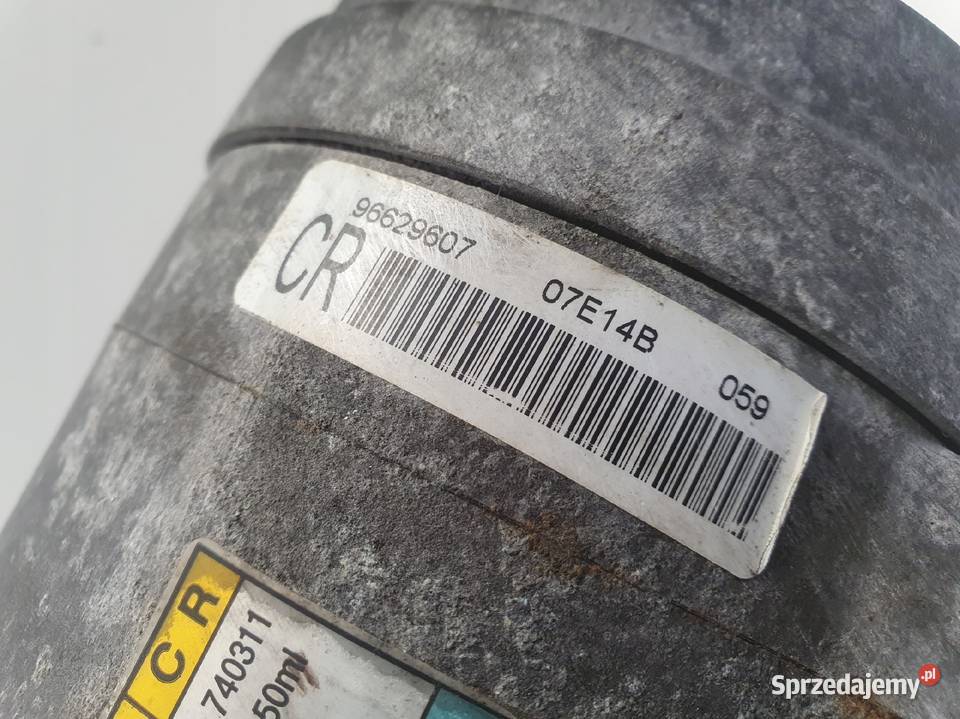 96629607 07E14B 059
CR
C R
740311
50ml
Sprzedajemy.pl